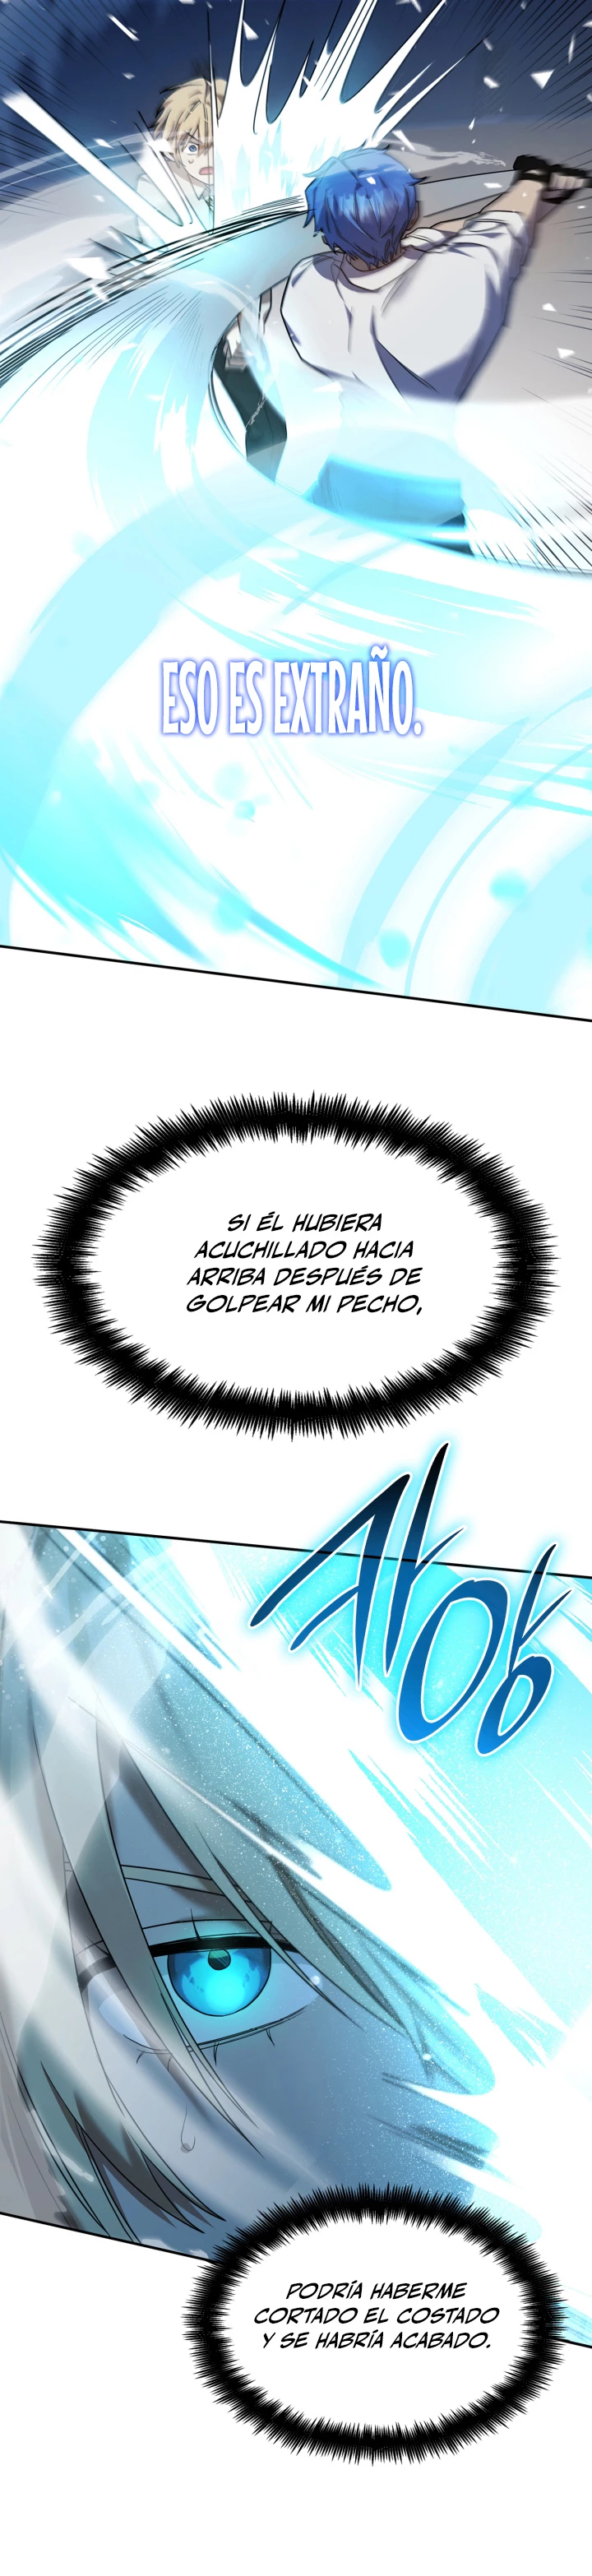 ESO ES EXTRAÑO.
SI ÉL HUBIERA
ACUCHILLADO HACIA
ARRIBA DESPUÉS DE
GOLPEAR MI PECHO,
PODRÍA HABERME
CORTADO EL COSTADO
Y SE HABRÍA ACABADO.